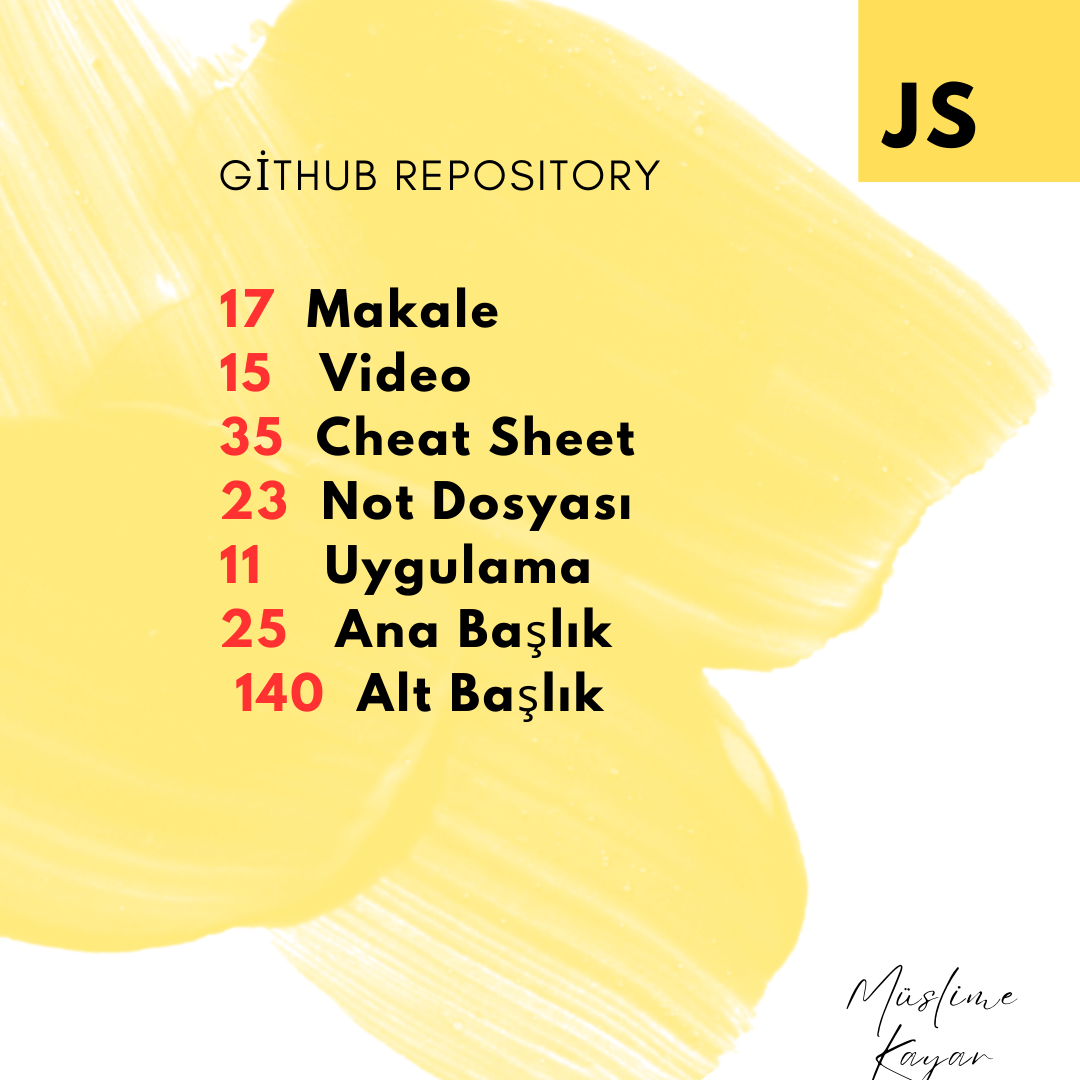 JS
GİTHUB REPOSITORY
17 Makale
15 Video
35 Cheat Sheet
23 Not Dosyası
11 Uygulama
25 Ana Başlık
140 Alt Başlık
Müslime
Kayar